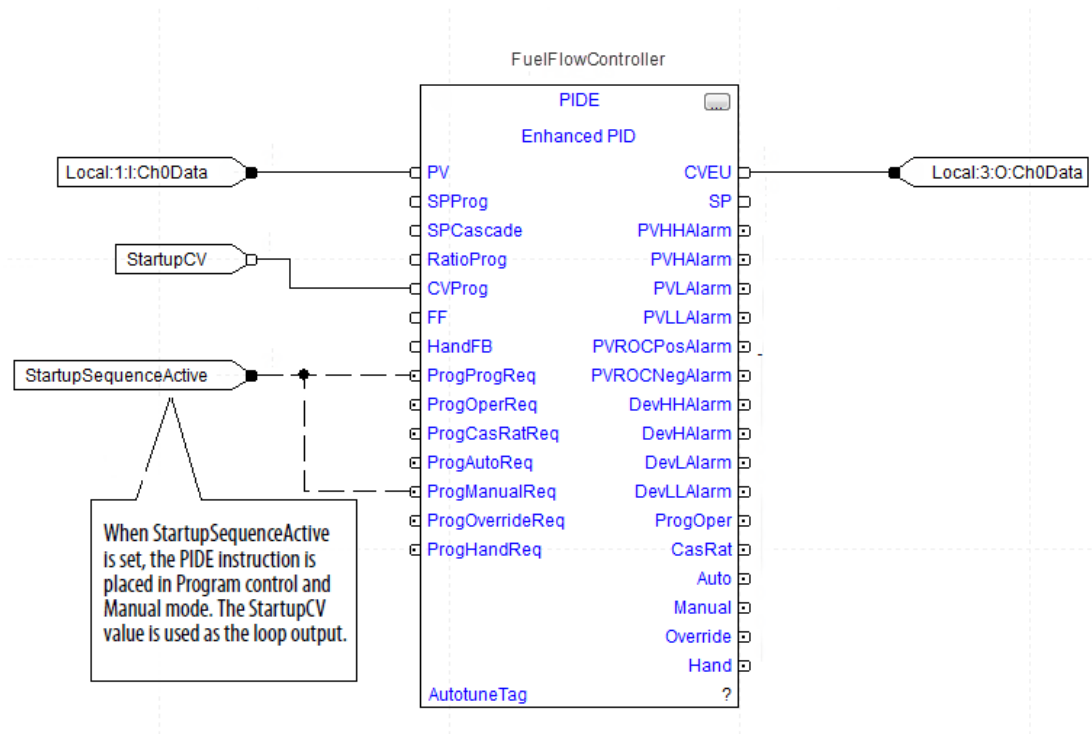 FuelFlowController
PIDE
...
Enhanced PID
Local:1:I:Ch0Data
PV
CVEU
Local:3:O:Ch0Data
SPProg
SP
SPCascade
PVHHAlarm
StartupCV
RatioProg
PVHAlarm
CVProg
PVLAlarm
FF
PVLLAlarm
HandFB
PVROCPosAlarm
StartupSequenceActive
ProgProgReq
PVROCNegAlarm
ProgOperReq
DevHHAlarm
ProgCasRatReq
DevHAlarm
ProgAutoReq
DevLAlarm
ProgManualReq
DevLLAlarm
ProgOverrideReq
ProgOper
ProgHandReq
CasRat
Auto
Manual
Override
Hand
AutotuneTag
?
When StartupSequenceActive
is set, the PIDE instruction is
placed in Program control and
Manual mode. The StartupCV
value is used as the loop output.